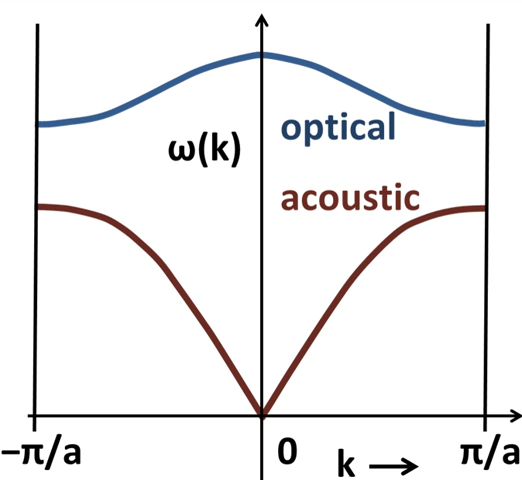 optical
ω(k)
acoustic
−π/a
0
k →
π/a